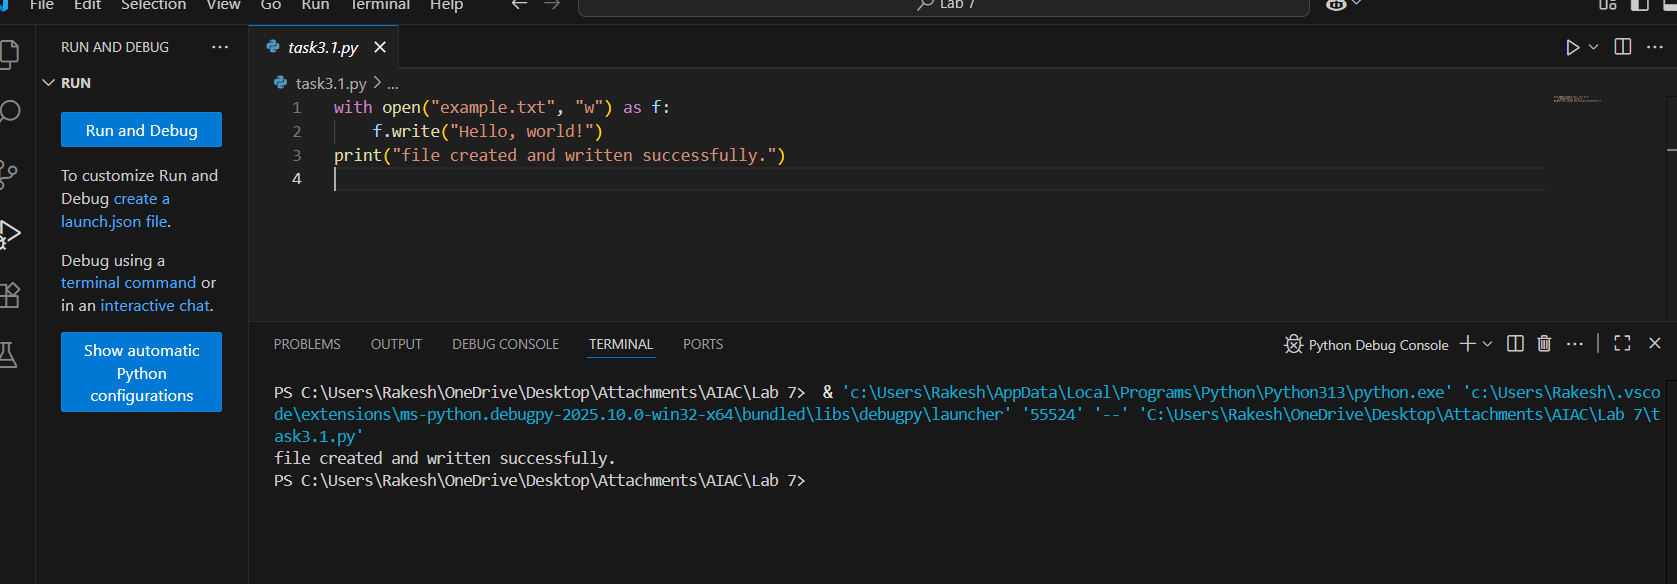 File Edit Selection View Go Run Terminal Help Lab 7
RUN AND DEBUG ...
RUN
Run and Debug
To customize Run and
Debug create a
launch.json file.
Debug using a
terminal command or
in an interactive chat.
Show automatic
Python
configurations
task3.1.py
task3.1.py > ...
1 with open("example.txt", "w") as f:
2     f.write("Hello, world!")
3 print("file created and written successfully.")
4
PROBLEMS OUTPUT DEBUG CONSOLE TERMINAL PORTS Python Debug Console
PS C:\Users\Rakesh\OneDrive\Desktop\Attachments\AIAC\Lab 7>  & 'c:\Users\Rakesh\AppData\Local\Programs\Python\Python313\python.exe' 'c:\Users\Rakesh\.vsco
de\extensions\ms-python.debugpy-2025.10.0-win32-x64\bundled\libs\debugpy\launcher' '55524' '--' 'C:\Users\Rakesh\OneDrive\Desktop\Attachments\AIAC\Lab 7\t
ask3.1.py'
file created and written successfully.
PS C:\Users\Rakesh\OneDrive\Desktop\Attachments\AIAC\Lab 7>